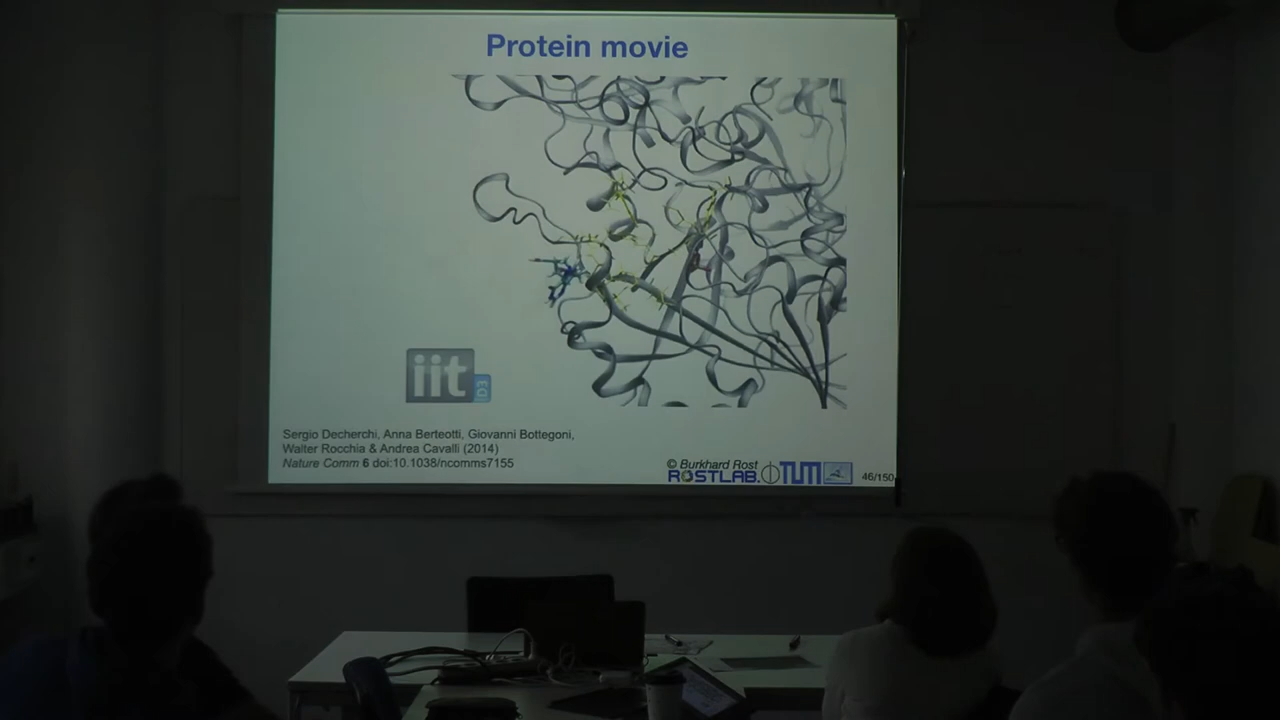 Protein movie
iit
D3
Sergio Decherchi, Anna Berteotti, Giovanni Bottegoni,
Walter Rocchia & Andrea Cavalli (2014)
Nature Comm 6 doi:10.1038/ncomms7155
© Burkhard Rost
ROSTLAB. TUM
46/150